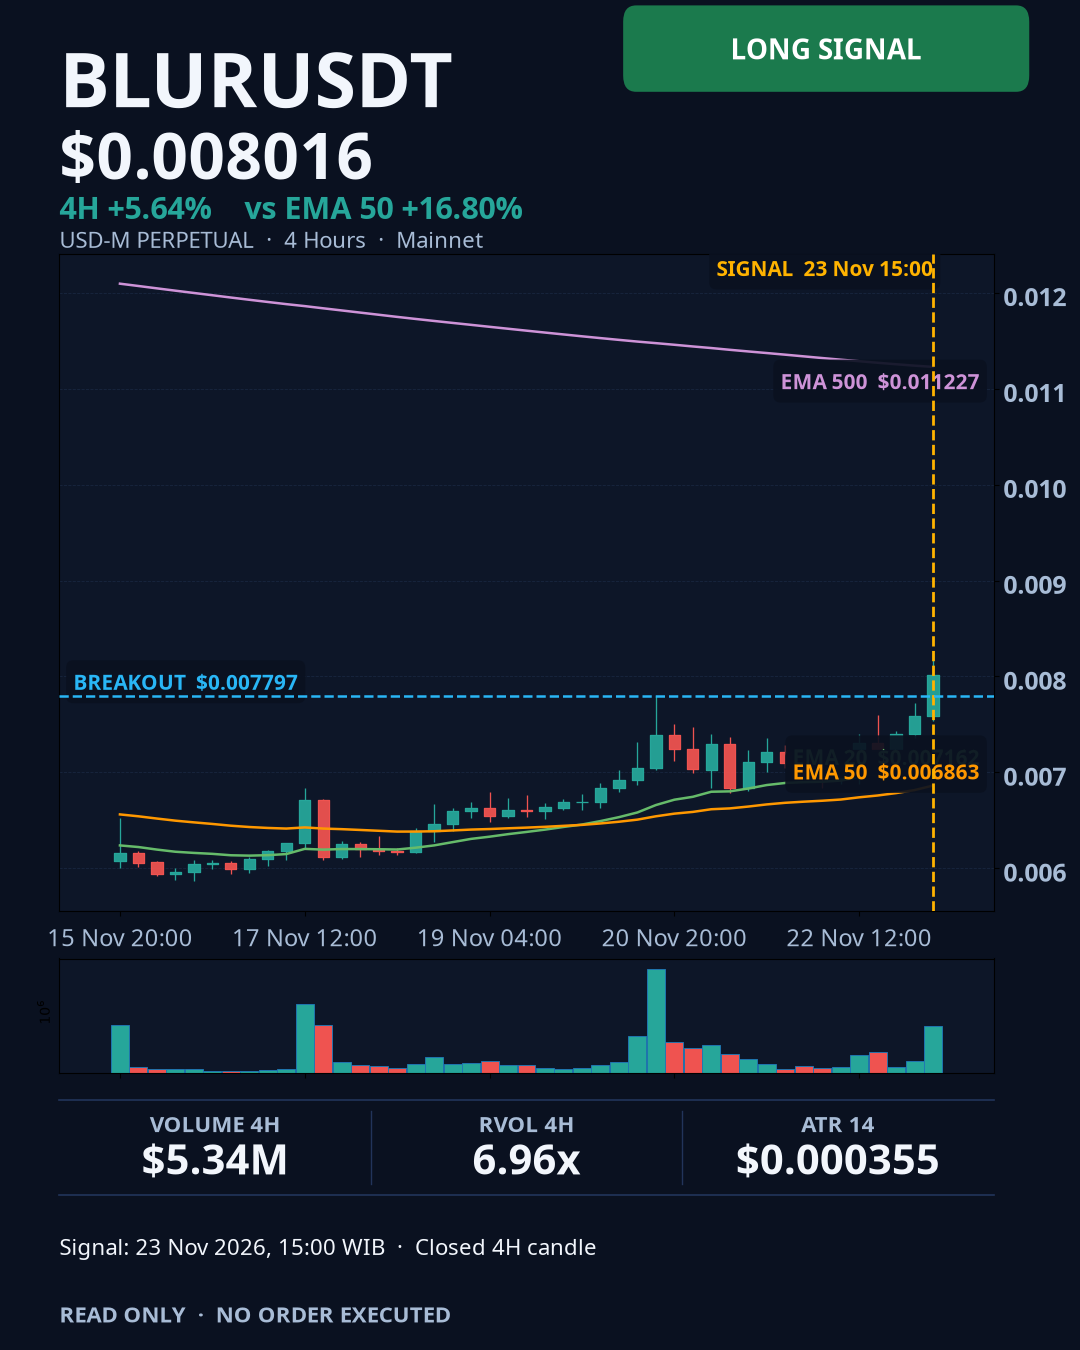 LONG SIGNAL
BLURUSDT
$0.008016
4H +5.64% vs EMA 50 +16.80%
USD-M PERPETUAL · 4 Hours · Mainnet
SIGNAL 23 Nov 15:00
0.012
EMA 500 $0.011227
0.011
0.010
0.009
BREAKOUT $0.007797
0.008
EMA 20 $0.007162
EMA 50 $0.006863
0.007
0.006
15 Nov 20:00
17 Nov 12:00
19 Nov 04:00
20 Nov 20:00
22 Nov 12:00
10⁶
VOLUME 4H
$5.34M
RVOL 4H
6.96x
ATR 14
$0.000355
Signal: 23 Nov 2026, 15:00 WIB · Closed 4H candle
READ ONLY · NO ORDER EXECUTED